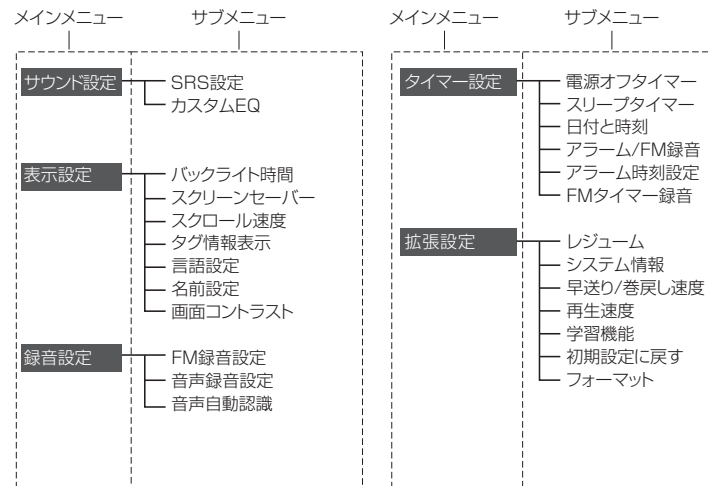 メインメニュー サブメニュー
サウンド設定
SRS設定
カスタムEQ
表示設定
バックライト時間
スクリーンセーバー
スクロール速度
タグ情報表示
言語設定
名前設定
画面コントラスト
録音設定
FM録音設定
音声録音設定
音声自動認識
メインメニュー サブメニュー
タイマー設定
電源オフタイマー
スリープタイマー
日付と時刻
アラーム/FM録音
アラーム時刻設定
FMタイマー録音
拡張設定
レジューム
システム情報
早送り/巻戻し速度
再生速度
学習機能
初期設定に戻す
フォーマット